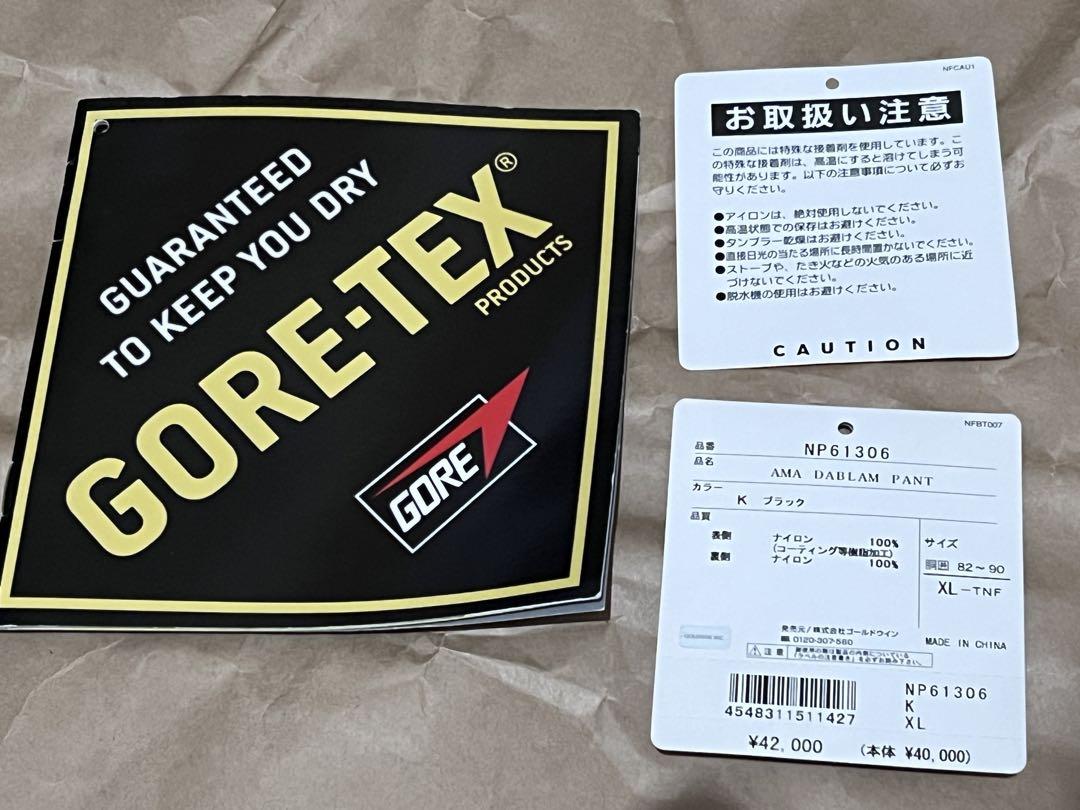 GUARANTEED
TO KEEP YOU DRY
GORE-TEX®
PRODUCTS
GORE
NFCAU1
お取扱い注意
この商品には特殊な接着剤を使用しています。こ
の特殊な接着剤は、高温にすると溶けてしまう可
能性があります。以下の注意事項について必ずお
守りください。
●アイロンは、絶対使用しないでください。
●高温状態での保存はお避けください。
●タンブラー乾燥はお避けください。
●直接日光の当たる場所に長時間置かないでください。
●ストーブや、たき火などの火気のある場所に近
づけないでください。
●脱水機の使用はお避けください。
CAUTION
NFBT007
品番 NP61306
品名 AMA DABLAM PANT
カラー
K ブラック
品質
表側 ナイロン 100%
(コーティング等樹脂加工)
裏側 ナイロン 100%
サイズ
胴囲 82～90
XL-TNF
発売元/株式会社ゴールドウイン
0120-307-560
MADE IN CHINA
注意
NP61306
K
XL
4548311511427
¥42,000 (本体 ¥40,000)